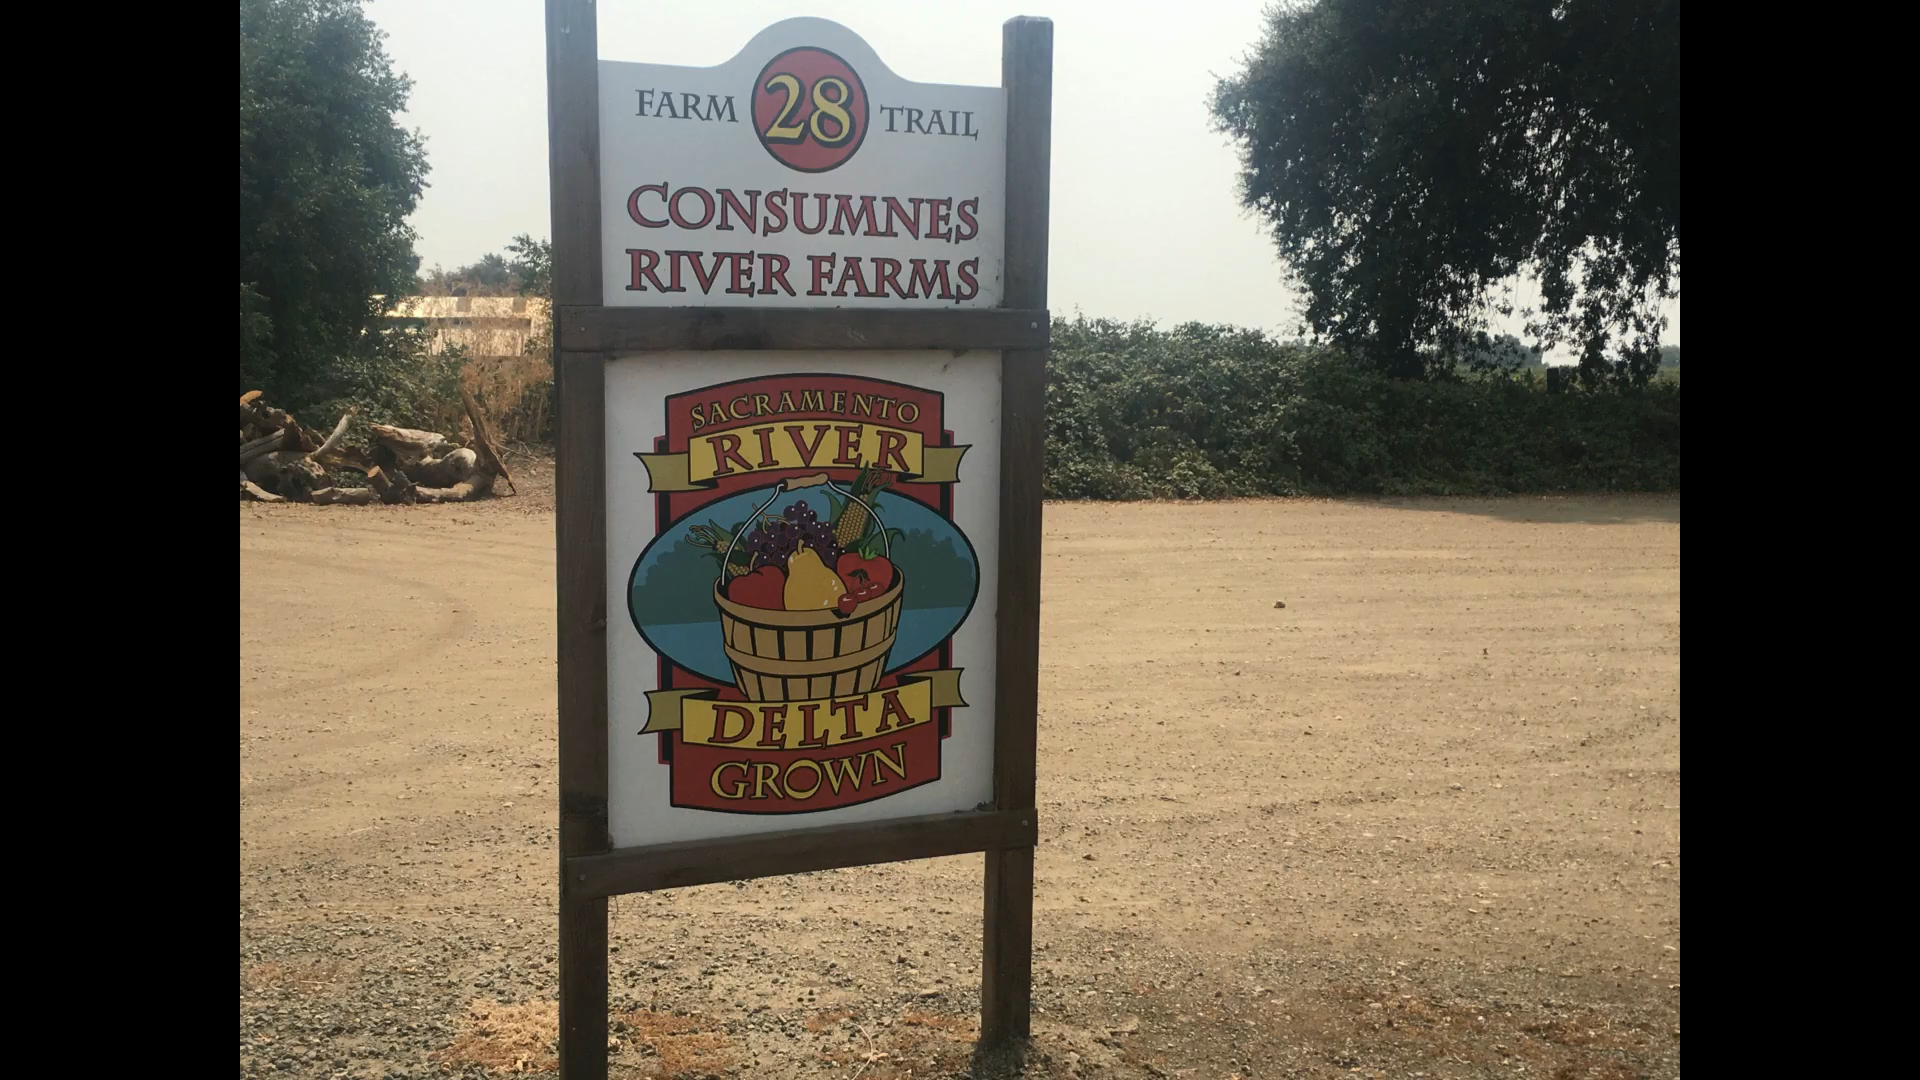 FARM 28 TRAIL
CONSUMNES
RIVER FARMS
SACRAMENTO
RIVER
DELTA
GROWN